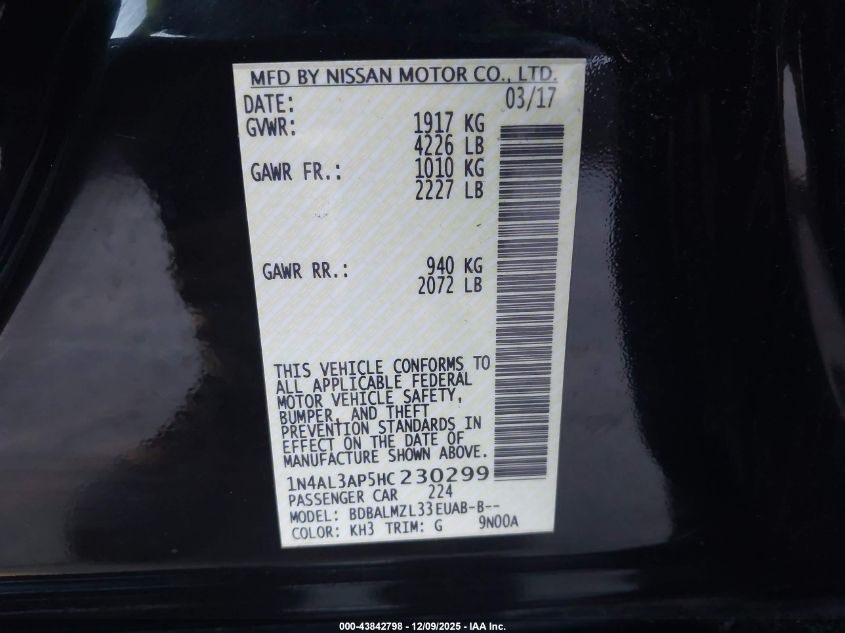 MFD BY NISSAN MOTOR CO., LTD.
DATE: 03/17
GVWR: 1917 KG
4226 LB
GAWR FR.: 1010 KG
2227 LB
GAWR RR.: 940 KG
2072 LB
THIS VEHICLE CONFORMS TO
ALL APPLICABLE FEDERAL
MOTOR VEHICLE SAFETY,
BUMPER, AND THEFT
PREVENTION STANDARDS IN
EFFECT ON THE DATE OF
MANUFACTURE SHOWN ABOVE.
1N4AL3AP5HC230299
PASSENGER CAR 224
MODEL: BDBALMZL33EUAB-B--
COLOR: KH3 TRIM: G 9N00A
000-43842798 - 12/09/2025 - IAA Inc.